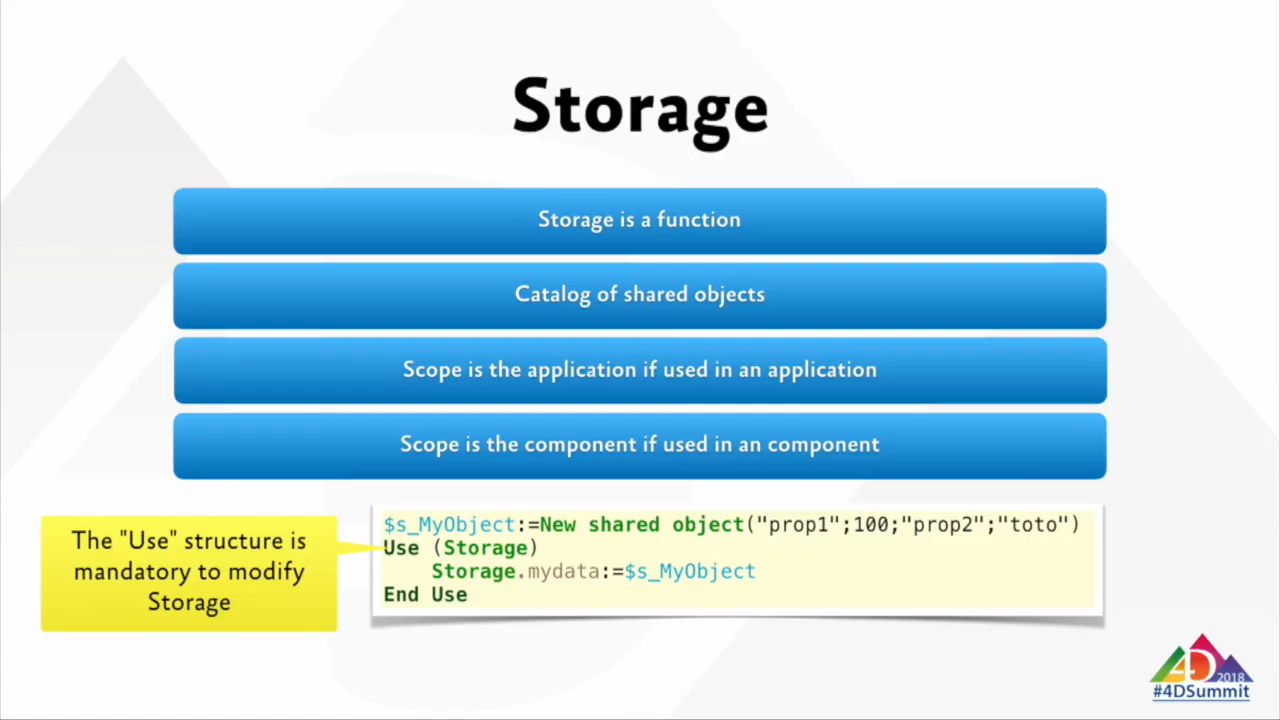 Storage
Storage is a function
Catalog of shared objects
Scope is the application if used in an application
Scope is the component if used in an component
The "Use" structure is
mandatory to modify
Storage
$s_MyObject:=New shared object("prop1";100;"prop2";"toto")
Use (Storage)
Storage.mydata:=$s_MyObject
End Use
4D
2018
#4DSummit